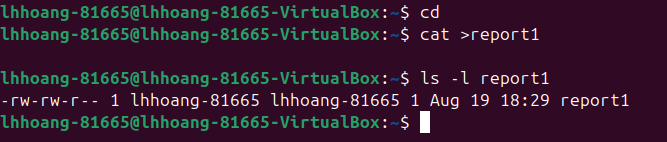 lhhoang-81665@lhhoang-81665-VirtualBox:~$ cd
lhhoang-81665@lhhoang-81665-VirtualBox:~$ cat >report1

lhhoang-81665@lhhoang-81665-VirtualBox:~$ ls -l report1
-rw-rw-r-- 1 lhhoang-81665 lhhoang-81665 1 Aug 19 18:29 report1
lhhoang-81665@lhhoang-81665-VirtualBox:~$